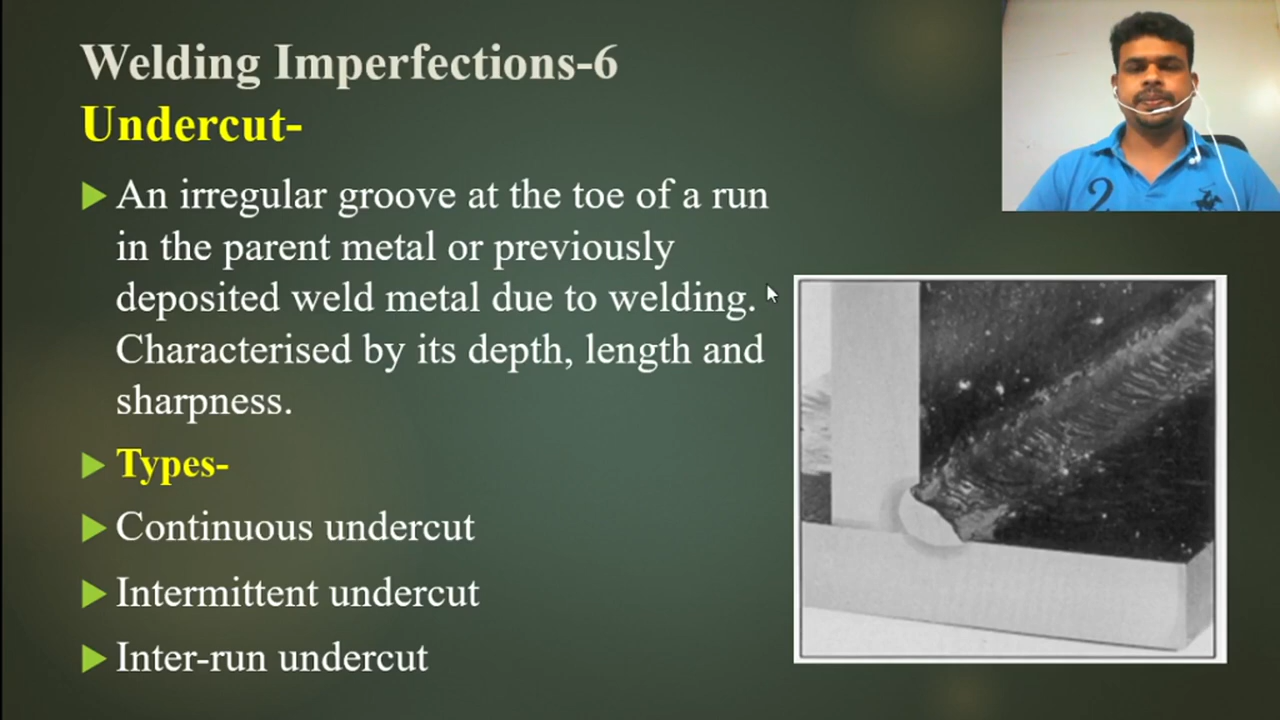 Welding Imperfections-6
Undercut-
An irregular groove at the toe of a run
in the parent metal or previously
deposited weld metal due to welding.
Characterised by its depth, length and
sharpness.
Types-
Continuous undercut
Intermittent undercut
Inter-run undercut
2